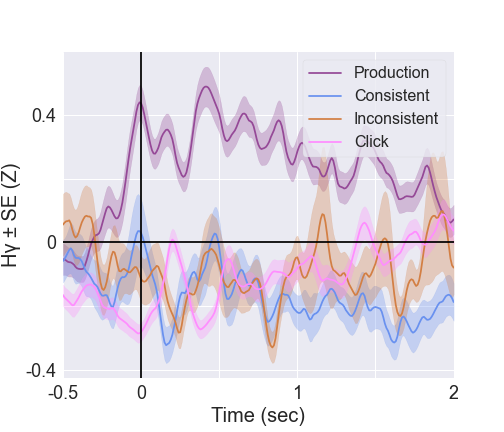 Production
Consistent
Inconsistent
Click
0.4
0
-0.4
Hγ ± SE (Z)
-0.5
0
1
2
Time (sec)